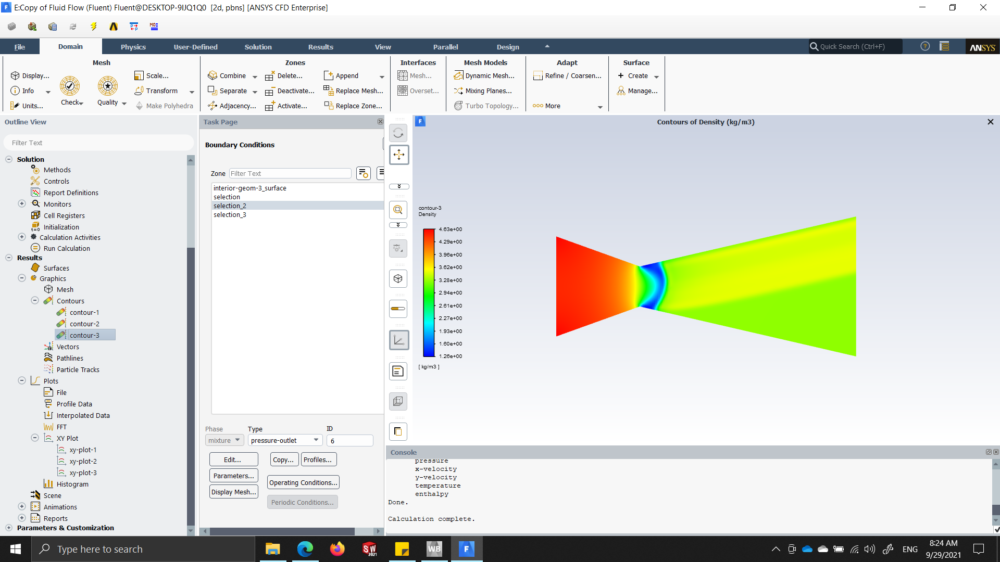 E:Copy of Fluid Flow (Fluent) Fluent@DESKTOP-9IJQ1Q0 [2d, pbns] [ANSYS CFD Enterprise]
File
Domain
Physics
User-Defined
Solution
Results
View
Parallel
Design
Quick Search (Ctrl+F)
ANSYS
Mesh
Display...
Info
Units...
Check
Quality
Scale...
Transform
Make Polyhedra
Zones
Combine
Separate
Adjacency...
Delete...
Deactivate...
Activate...
Append
Replace Mesh...
Replace Zone...
Interfaces
Mesh...
Overset...
Mesh Models
Dynamic Mesh...
Mixing Planes...
Turbo Topology...
Adapt
Refine / Coarsen...
More
Surface
Create
Manage...
Outline View
Filter Text
Solution
Methods
Controls
Report Definitions
Monitors
Cell Registers
Initialization
Calculation Activities
Run Calculation
Results
Surfaces
Graphics
Mesh
Contours
contour-1
contour-2
contour-3
Vectors
Pathlines
Particle Tracks
Plots
File
Profile Data
Interpolated Data
FFT
XY Plot
xy-plot-1
xy-plot-2
xy-plot-3
Histogram
Scene
Animations
Reports
Parameters & Customization
Task Page
Boundary Conditions
Zone
Filter Text
interior-geom-3_surface
selection
selection_2
selection_3
Phase
Type
ID
mixture
pressure-outlet
6
Edit...
Copy...
Profiles...
Parameters...
Operating Conditions...
Display Mesh...
Periodic Conditions...
Contours of Density (kg/m3)
contour-3
Density
4.63e+00
4.29e+00
3.96e+00
3.62e+00
3.28e+00
2.94e+00
2.61e+00
2.27e+00
1.93e+00
1.60e+00
1.26e+00
[ kg/m3 ]
Console
pressure
x-velocity
y-velocity
temperature
enthalpy
Done.
Calculation complete.
Type here to search
SW
2021
WB
F
ENG
8:24 AM
9/29/2021